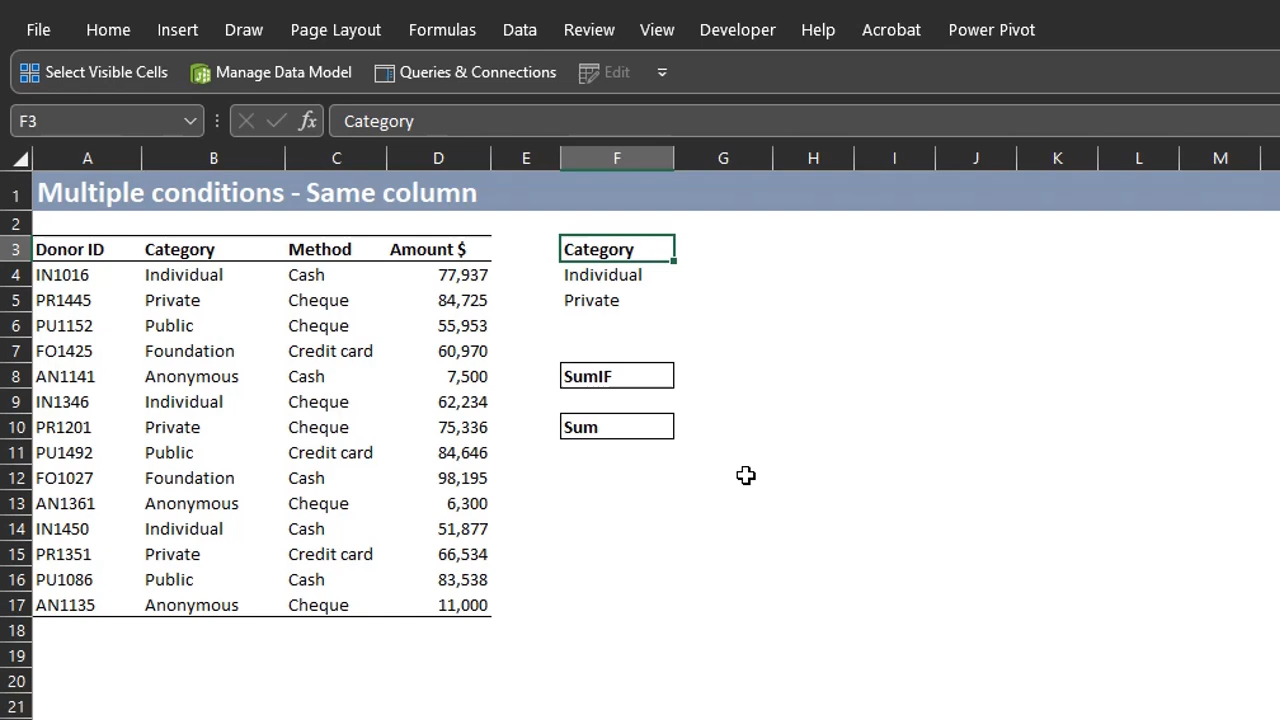 File Home Insert Draw Page Layout Formulas Data Review View Developer Help Acrobat Power Pivot
Select Visible Cells Manage Data Model Queries & Connections Edit
F3 fx Category
A B C D E F G H I J K L M
1 Multiple conditions - Same column
2
3 Donor ID Category Method Amount $ Category
4 IN1016 Individual Cash 77,937 Individual
5 PR1445 Private Cheque 84,725 Private
6 PU1152 Public Cheque 55,953
7 FO1425 Foundation Credit card 60,970
8 AN1141 Anonymous Cash 7,500 SumIF
9 IN1346 Individual Cheque 62,234
10 PR1201 Private Cheque 75,336 Sum
11 PU1492 Public Credit card 84,646
12 FO1027 Foundation Cash 98,195
13 AN1361 Anonymous Cheque 6,300
14 IN1450 Individual Cash 51,877
15 PR1351 Private Credit card 66,534
16 PU1086 Public Cash 83,538
17 AN1135 Anonymous Cheque 11,000
18
19
20
21